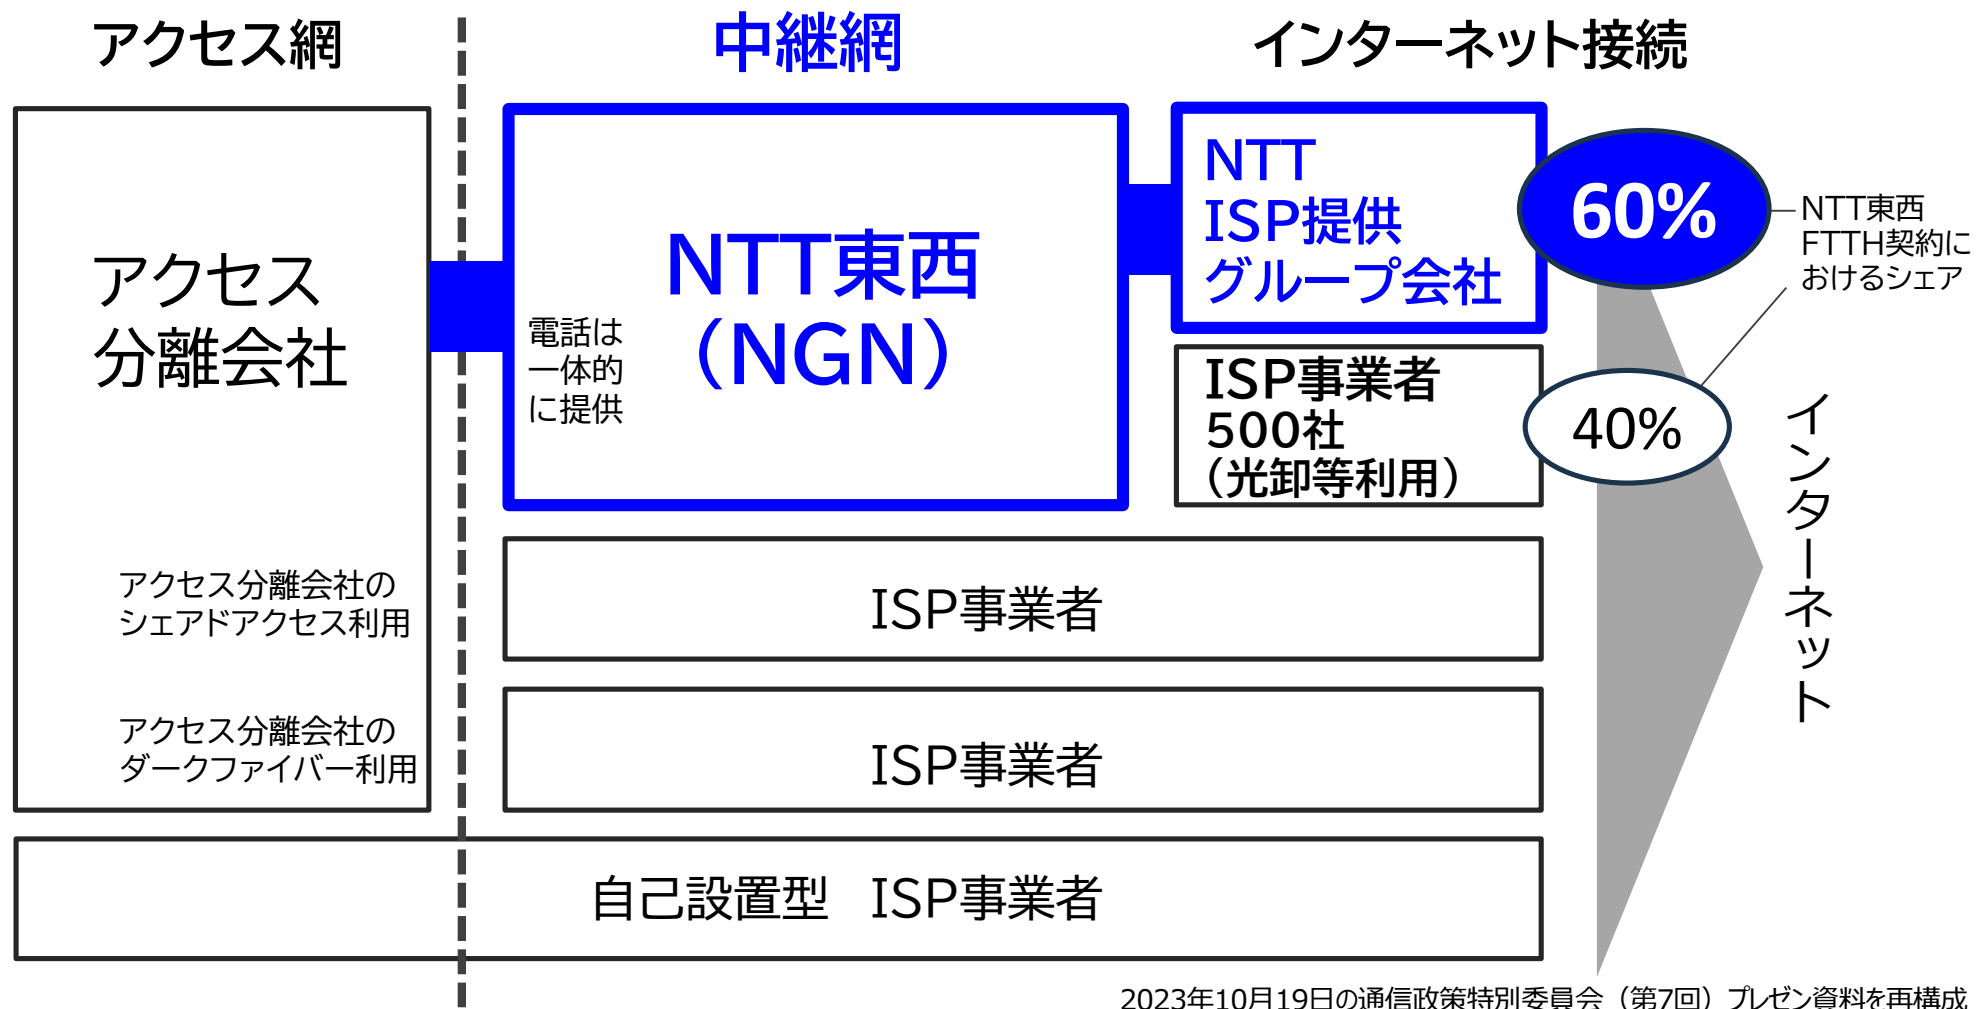 アクセス網
中継網
インターネット接続
アクセス
分離会社
アクセス分離会社の
シェアドアクセス利用
アクセス分離会社の
ダークファイバー利用
NTT東西
（NGN）
電話は
一体的
に提供
NTT
ISP提供
グループ会社
60%
NTT東西
FTTH契約に
おけるシェア
ISP事業者
500社
（光卸等利用）
40%
インターネット
ISP事業者
ISP事業者
自己設置型　ISP事業者
2023年10月19日の通信政策特別委員会（第7回）プレゼン資料を再構成